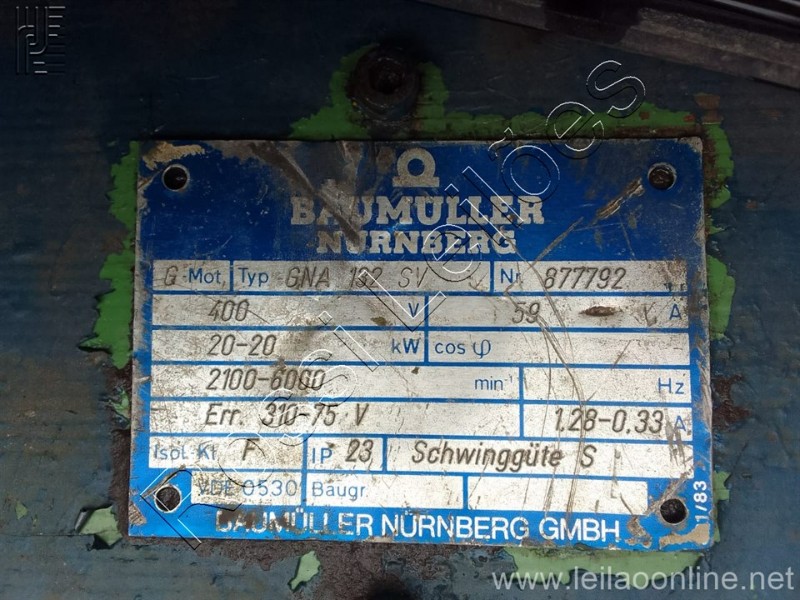 BAUMÜLLER
NÜRNBERG
G-Mot. Typ GNA 132 SV Nr. 877792
400 V 59 A
20-20 kW cos φ
2100-6000 min⁻¹ Hz
Err. 310-75 V 1.28-0.33 A
Isol. Kl F IP 23 Schwinggüte S
VDE 0530 Baugr.
BAUMÜLLER NÜRNBERG GMBH
1/83
Rossi Leilões
www.leilaoonline.net